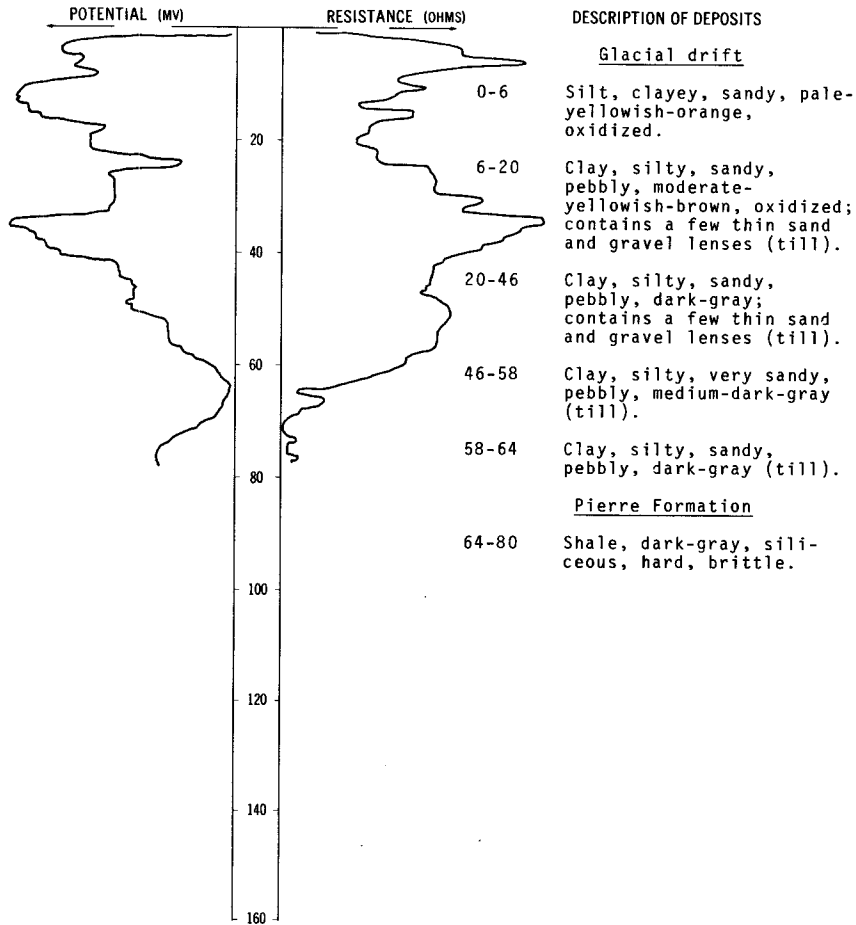 POTENTIAL (MV) RESISTANCE (OHMS) DESCRIPTION OF DEPOSITS
Glacial drift
0-6 Silt, clayey, sandy, pale-
yellowish-orange,
oxidized.
6-20 Clay, silty, sandy,
pebbly, moderate-
yellowish-brown, oxidized;
contains a few thin sand
and gravel lenses (till).
20-46 Clay, silty, sandy,
pebbly, dark-gray;
contains a few thin sand
and gravel lenses (till).
46-58 Clay, silty, very sandy,
pebbly, medium-dark-gray
(till).
58-64 Clay, silty, sandy,
pebbly, dark-gray (till).
Pierre Formation
64-80 Shale, dark-gray, sili-
ceous, hard, brittle.
20
40
60
80
100
120
140
160